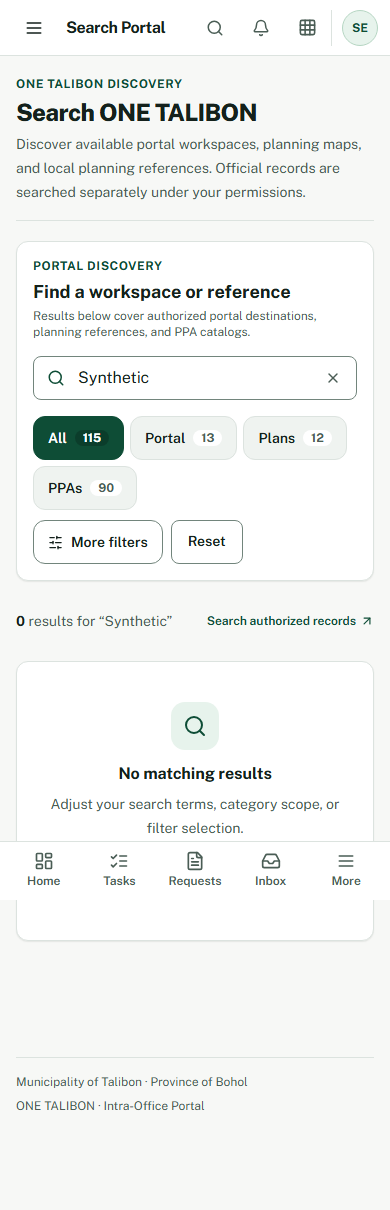 Search Portal
SE
ONE TALIBON DISCOVERY
Search ONE TALIBON
Discover available portal workspaces, planning maps,
and local planning references. Official records are
searched separately under your permissions.
PORTAL DISCOVERY
Find a workspace or reference
Results below cover authorized portal destinations,
planning references, and PPA catalogs.
Synthetic
All 115
Portal 13
Plans 12
PPAs 90
More filters
Reset
0 results for “Synthetic”
Search authorized records
No matching results
Adjust your search terms, category scope, or
filter selection.
Home
Tasks
Requests
Inbox
More
Municipality of Talibon · Province of Bohol
ONE TALIBON · Intra-Office Portal